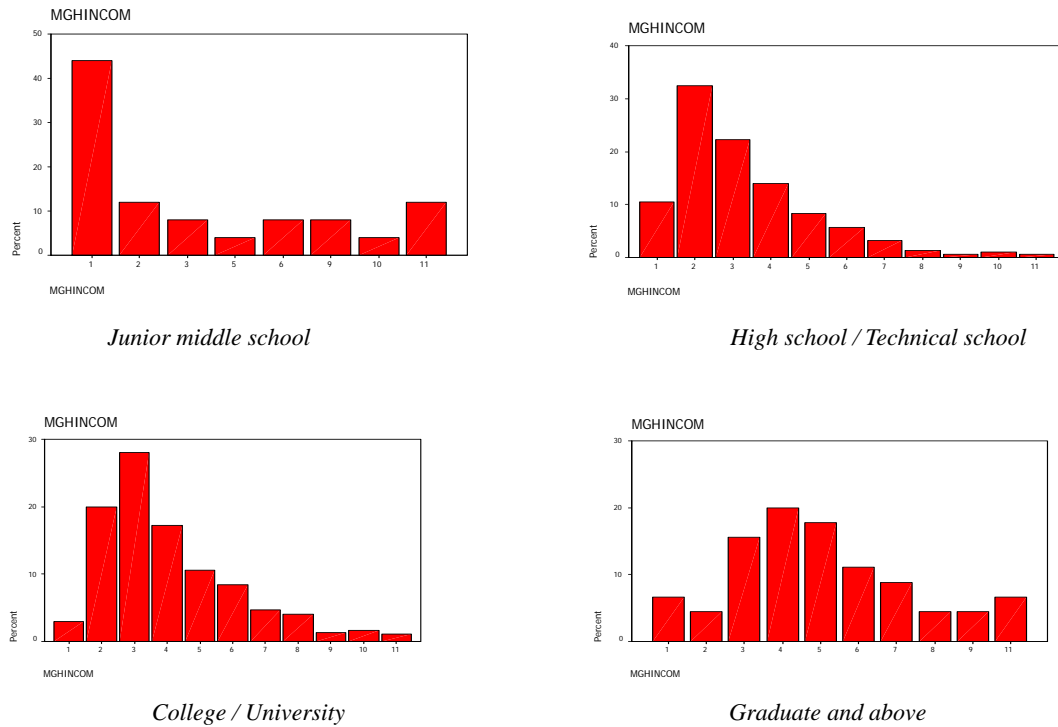 MGHINCOM
50
40
30
20
10
0
Percent
1 2 3 5 6 9 10 11
MGHINCOM
Junior middle school
MGHINCOM
40
30
20
10
0
Percent
1 2 3 4 5 6 7 8 9 10 11
MGHINCOM
High school / Technical school
MGHINCOM
30
20
10
0
Percent
1 2 3 4 5 6 7 8 9 10 11
MGHINCOM
College / University
MGHINCOM
30
20
10
0
Percent
1 2 3 4 5 6 7 8 9 11
MGHINCOM
Graduate and above